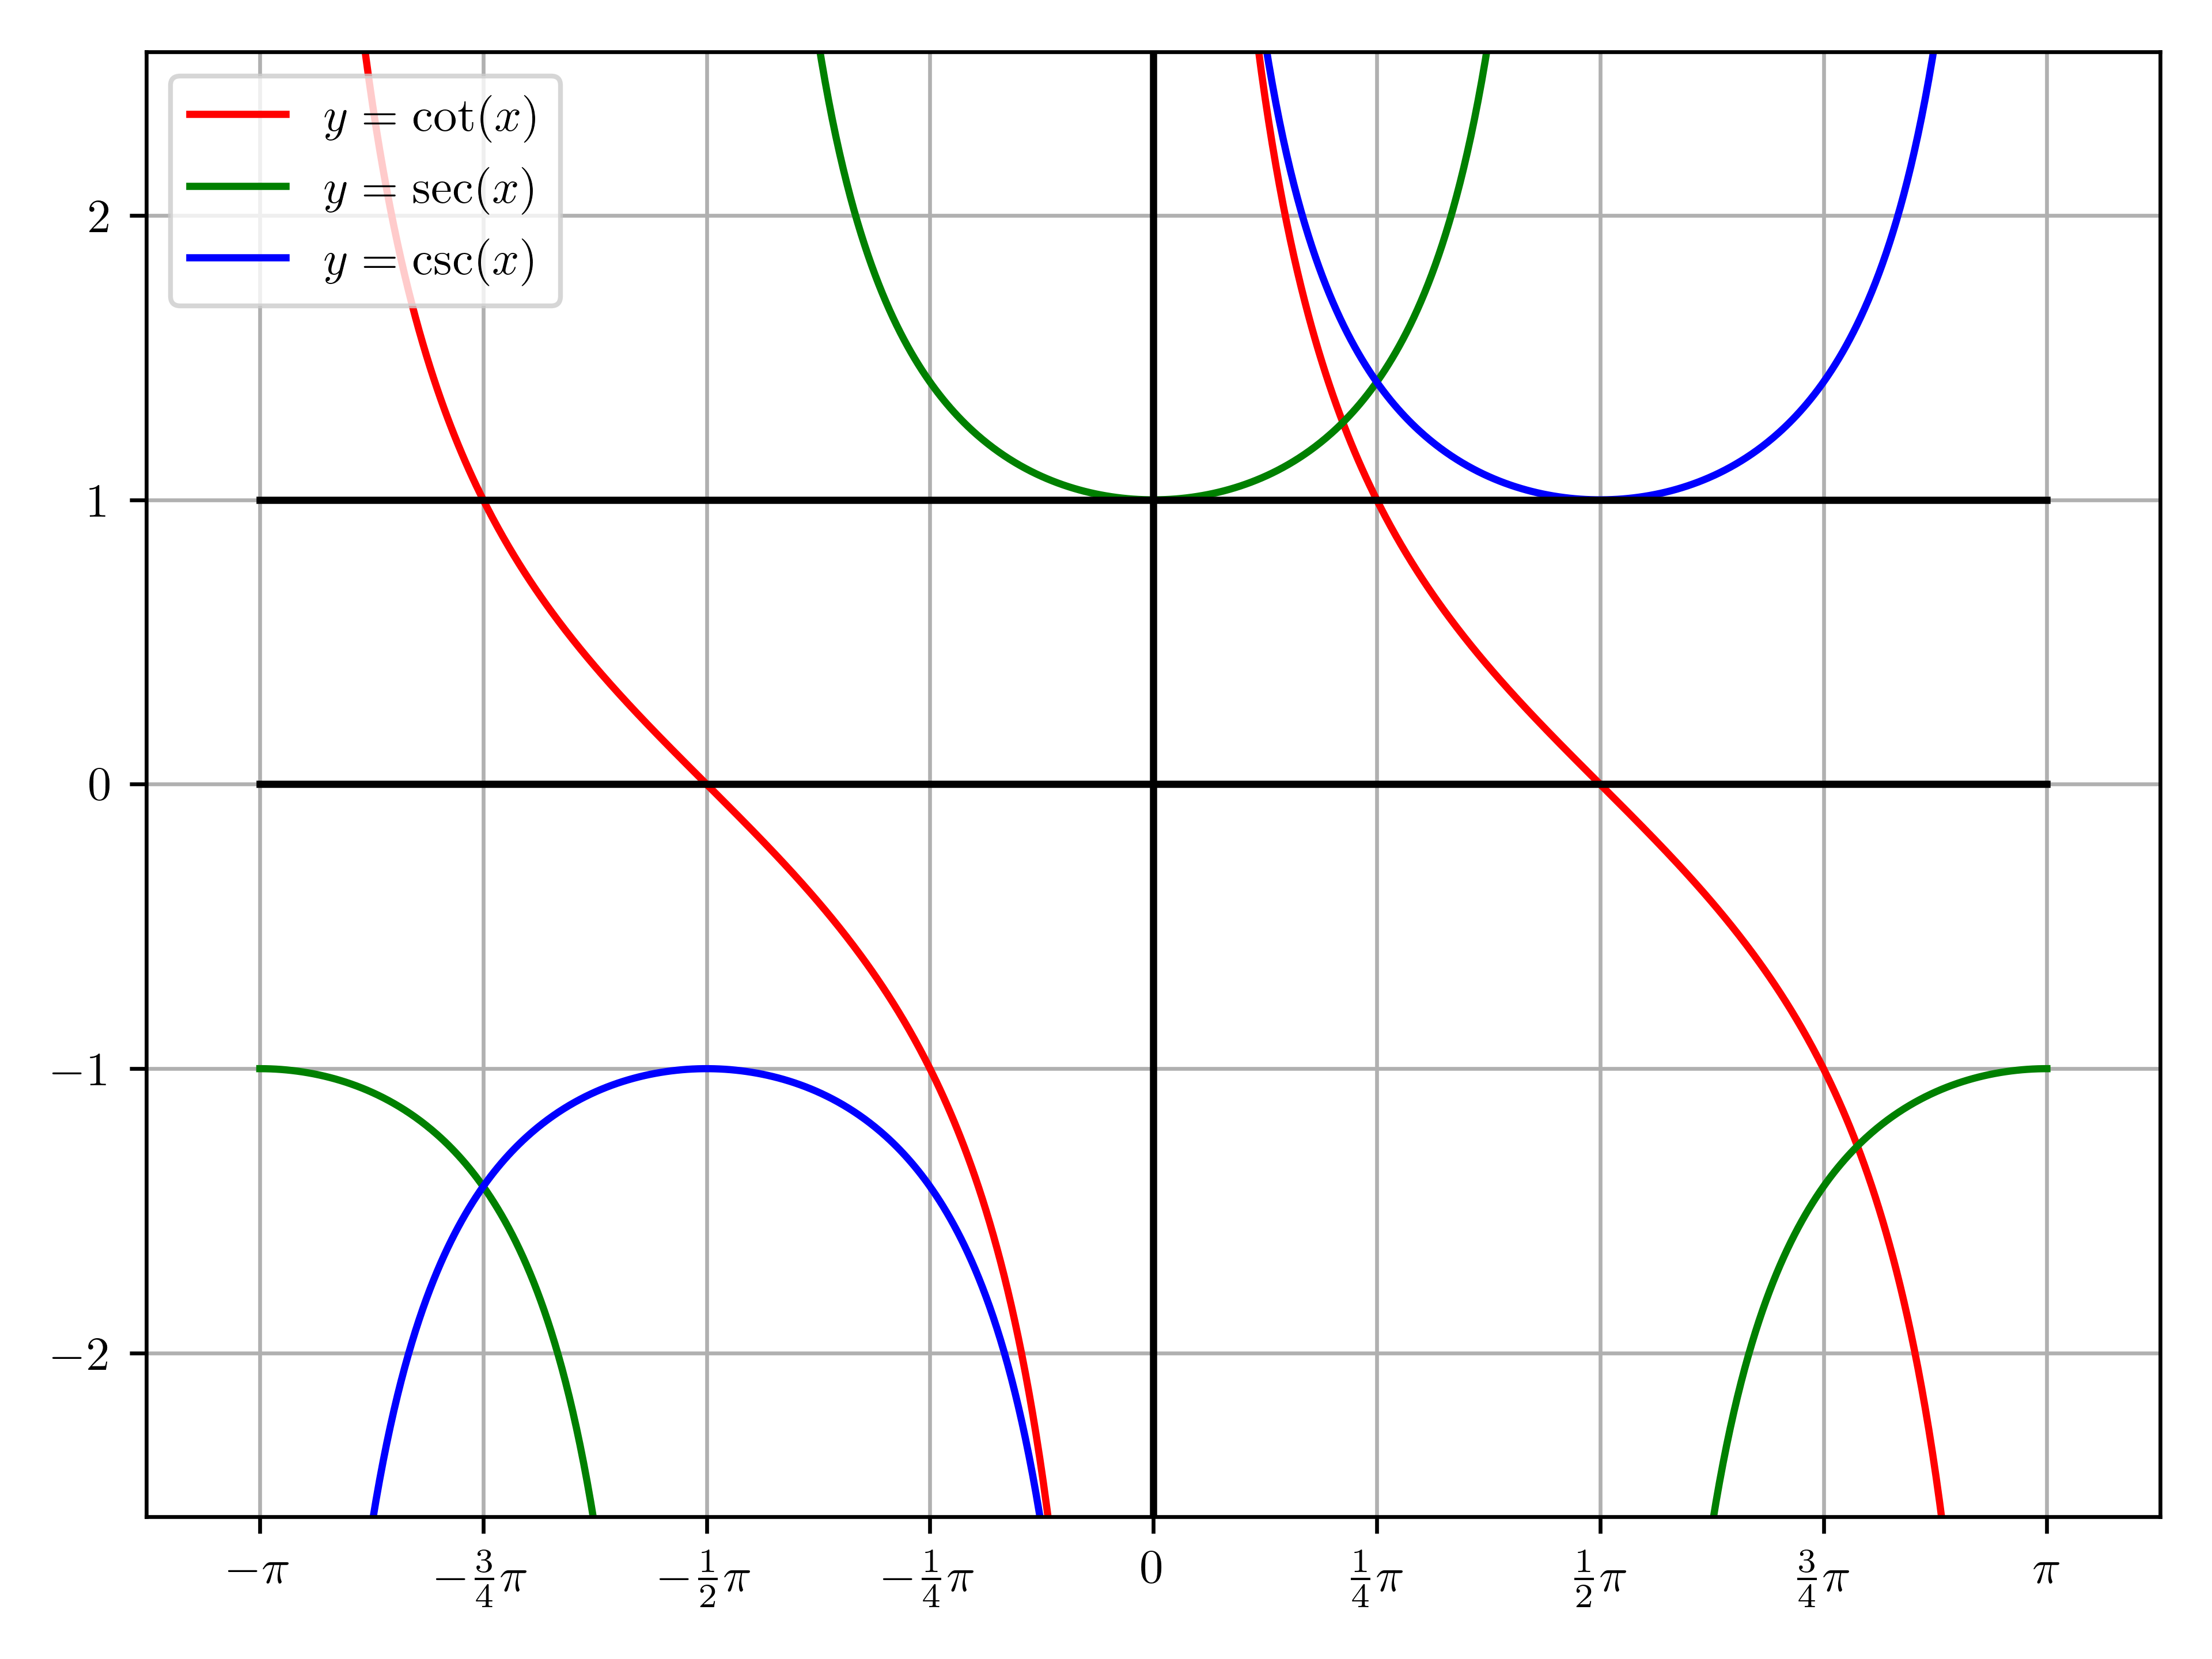 y = cot(x)
y = sec(x)
y = csc(x)
2
1
0
−1
−2
−π
−3/4π
−1/2π
−1/4π
0
1/4π
1/2π
3/4π
π